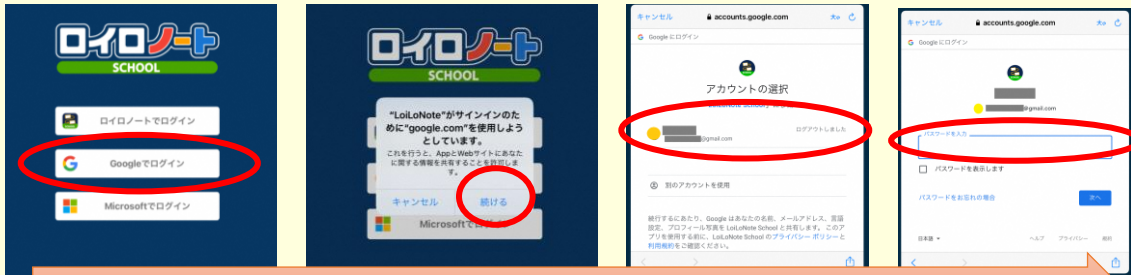 ロイロノート
SCHOOL
ロイロノートでログイン
Googleでログイン
Microsoftでログイン
ロイロノート
SCHOOL
"LoiLoNote"がサインインのた
めに"google.com"を使用しよう
としています。
これを行うと、AppとWebサイトにあなた
に関する情報を共有することを許可しま
す。
キャンセル 続ける
Microsoftでログイン
キャンセル accounts.google.com 大あ
G Google にログイン
アカウントの選択
@gmail.com
ログアウトしました
別のアカウントを使用
続行するにあたり、Google はあなたの名前、メールアドレス、言語
設定、プロフィール写真を LoiLoNote School と共有します。このア
プリを使用する前に、LoiLoNote School のプライバシー ポリシーと
利用規約をご確認ください。
キャンセル accounts.google.com 大あ
G Google にログイン
@gmail.com
パスワードを入力
パスワードを表示します
パスワードをお忘れの場合
次へ
日本語 ヘルプ プライバシー 規約